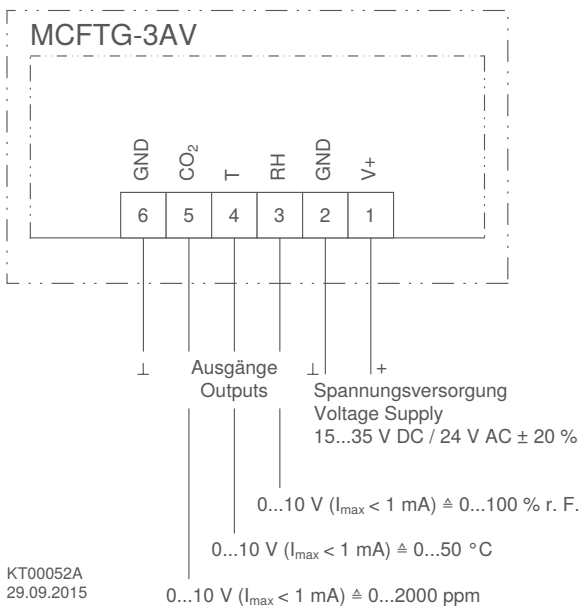 MCFTG-3AV
GND CO₂ T RH GND V+
6 5 4 3 2 1
⊥ Ausgänge ⊥ +
Outputs
Spannungsversorgung
Voltage Supply
15...35 V DC / 24 V AC ± 20 %
0...10 V (Imax < 1 mA) ≙ 0...100 % r. F.
0...10 V (Imax < 1 mA) ≙ 0...50 °C
0...10 V (Imax < 1 mA) ≙ 0...2000 ppm
KT00052A
29.09.2015